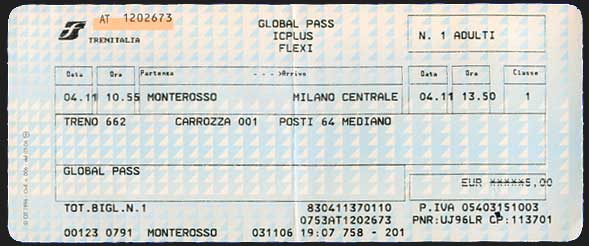 AT 1202673
TRENITALIA
GLOBAL PASS
ICPLUS
FLEXI
N. 1 ADULTI
Data Ora Partenza --->Arrivo Data Ora Classe
04.11 10.55 MONTEROSSO MILANO CENTRALE 04.11 13.50 1
TRENO 662 CARROZZA 001 POSTI 64 MEDIANO
GLOBAL PASS
EUR *****5,00
TOT.BIGL.N.1 830411370110 P.IVA 05403151003
0753AT1202673 PNR:UJ96LR CP:113701
00123 0791 MONTEROSSO 031106 19:07 758 - 201